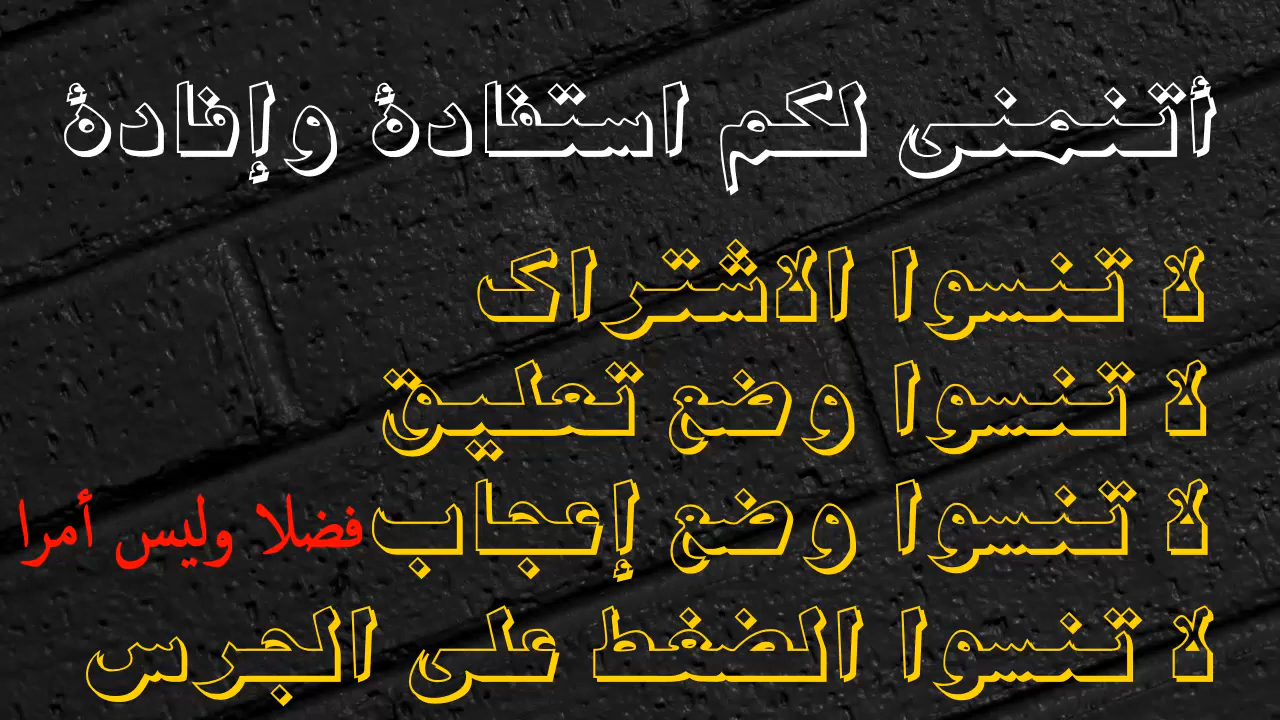 أتنمنى لكم استفادة وإفادة
لا تنسوا الاشتراك
لا تنسوا وضع تعليق
لا تنسوا وضع إعجاب فضلا وليس أمرا
لا تنسوا الضغط على الجرس